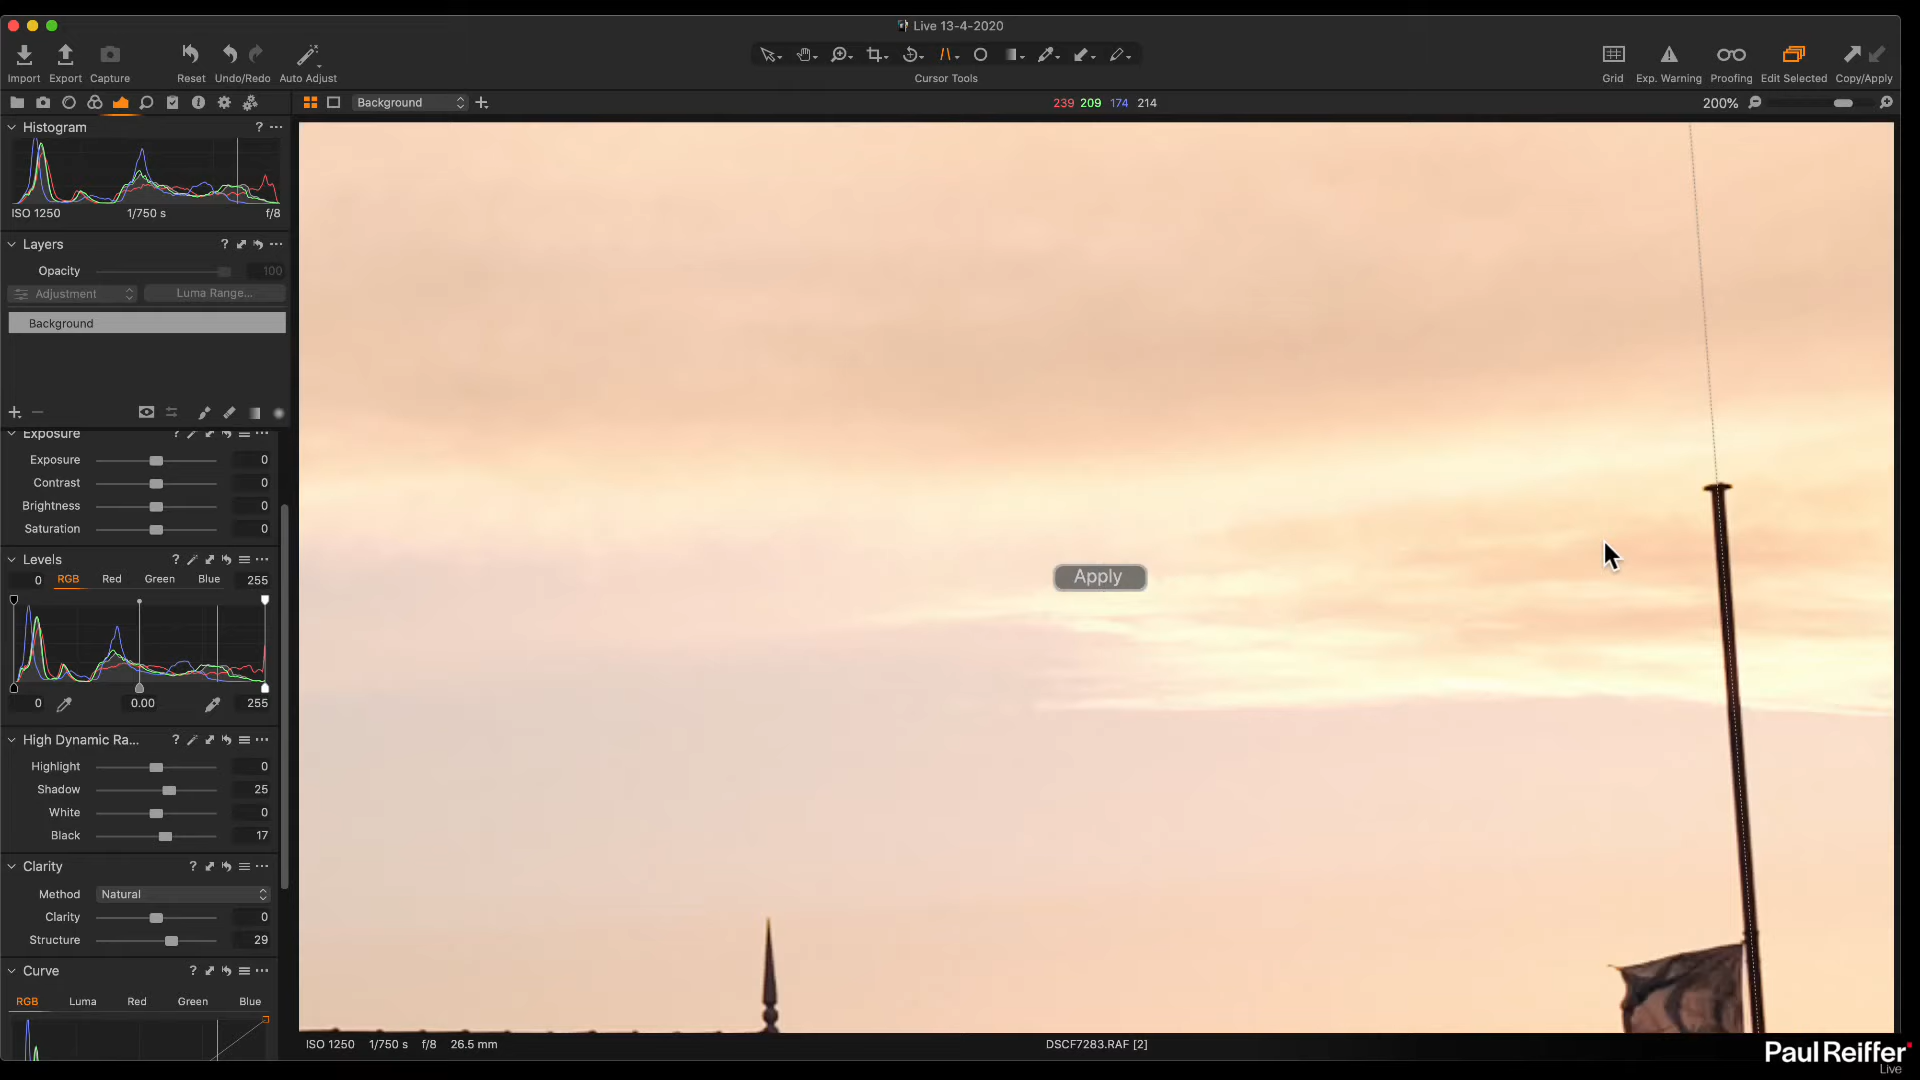 Live 13-4-2020
Import Export Capture Reset Undo/Redo Auto Adjust Cursor Tools Grid Exp. Warning Proofing Edit Selected Copy/Apply
Background 239 209 174 214 200%
Histogram ? ...
ISO 1250 1/750 s f/8
Layers ? ...
Opacity 100
Adjustment Luma Range...
Background
Exposure ? ...
Exposure 0
Contrast 0
Brightness 0
Saturation 0
Levels ? ...
0 RGB Red Green Blue 255
0 0.00 255
High Dynamic Ra... ? ...
Highlight 0
Shadow 25
White 0
Black 17
Clarity ? ...
Method Natural
Clarity 0
Structure 29
Curve ? ...
RGB Luma Red Green Blue
Apply
ISO 1250 1/750 s f/8 26.5 mm DSCF7283.RAF [2]
Paul Reiffer
Live